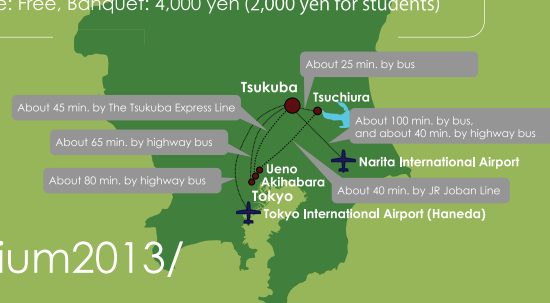 e: Free, Banquet: 4,000 yen (2,000 yen for students)
About 25 min. by bus
Tsukuba
Tsuchiura
About 45 min. by The Tsukuba Express Line
About 100 min. by bus,
and about 40 min. by highway bus
About 65 min. by highway bus
Narita International Airport
Ueno
About 80 min. by highway bus
Akihabara
About 40 min. by JR Joban Line
Tokyo
Tokyo International Airport (Haneda)
ium2013/